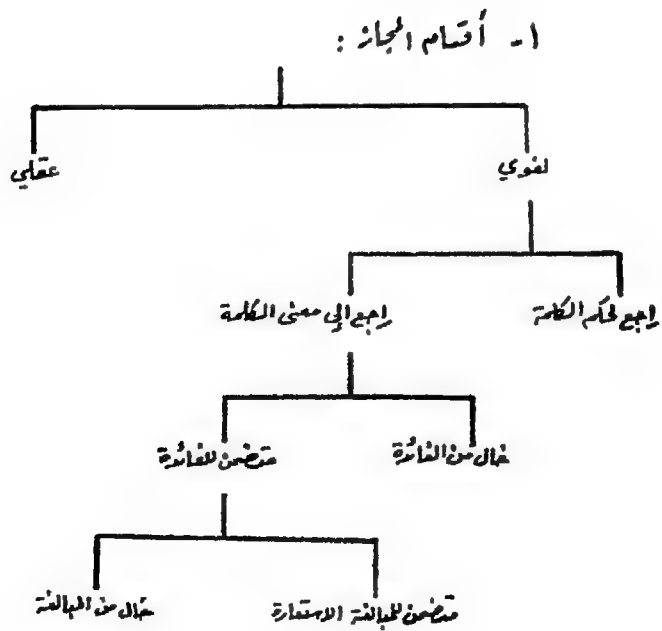 ١- أقسام المجاز :
لغوي
عقلي
راجع لحكم الكلمة
راجع إلى معنى الكلمة
خال من الفائدة
متضمن للفائدة
متضمن للمبالغة الاستعارة
خال من المبالغة